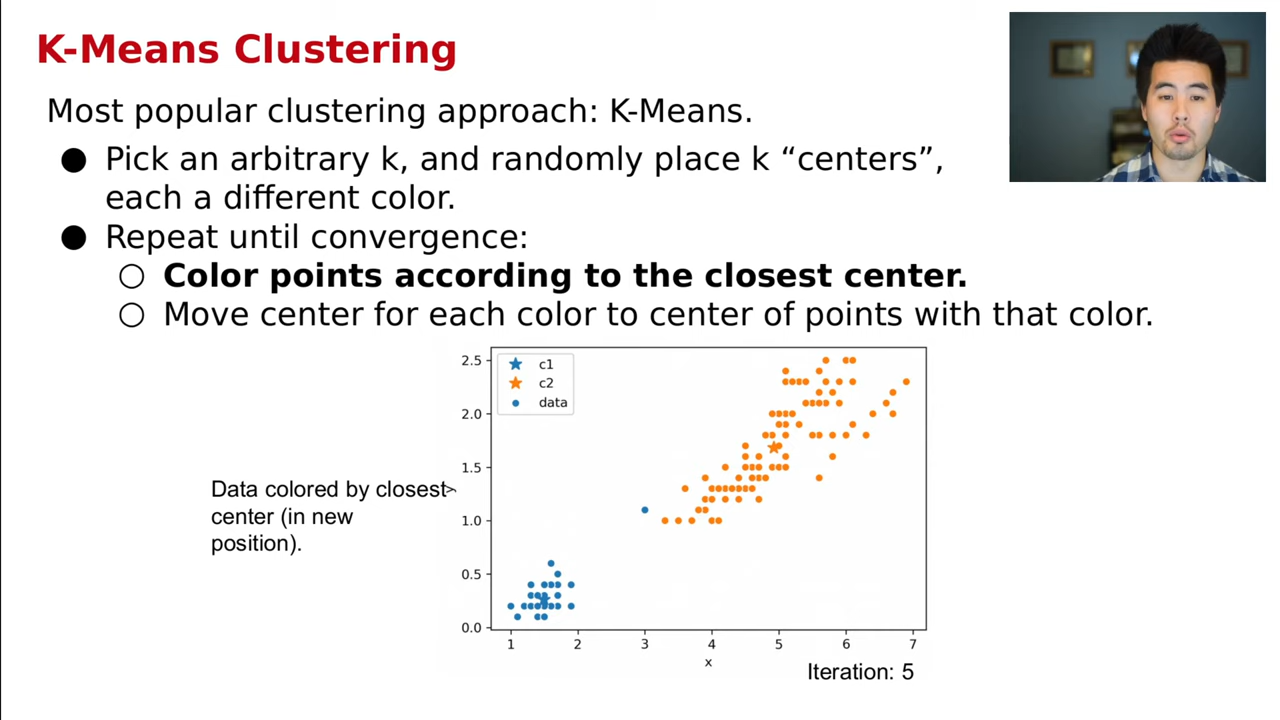 K-Means Clustering
Most popular clustering approach: K-Means.
● Pick an arbitrary k, and randomly place k “centers”,
each a different color.
● Repeat until convergence:
○ Color points according to the closest center.
○ Move center for each color to center of points with that color.
Data colored by closest
center (in new
position).
c1
c2
data
2.5
2.0
1.5
1.0
0.5
0.0
1 2 3 4 5 6 7
x
Iteration: 5